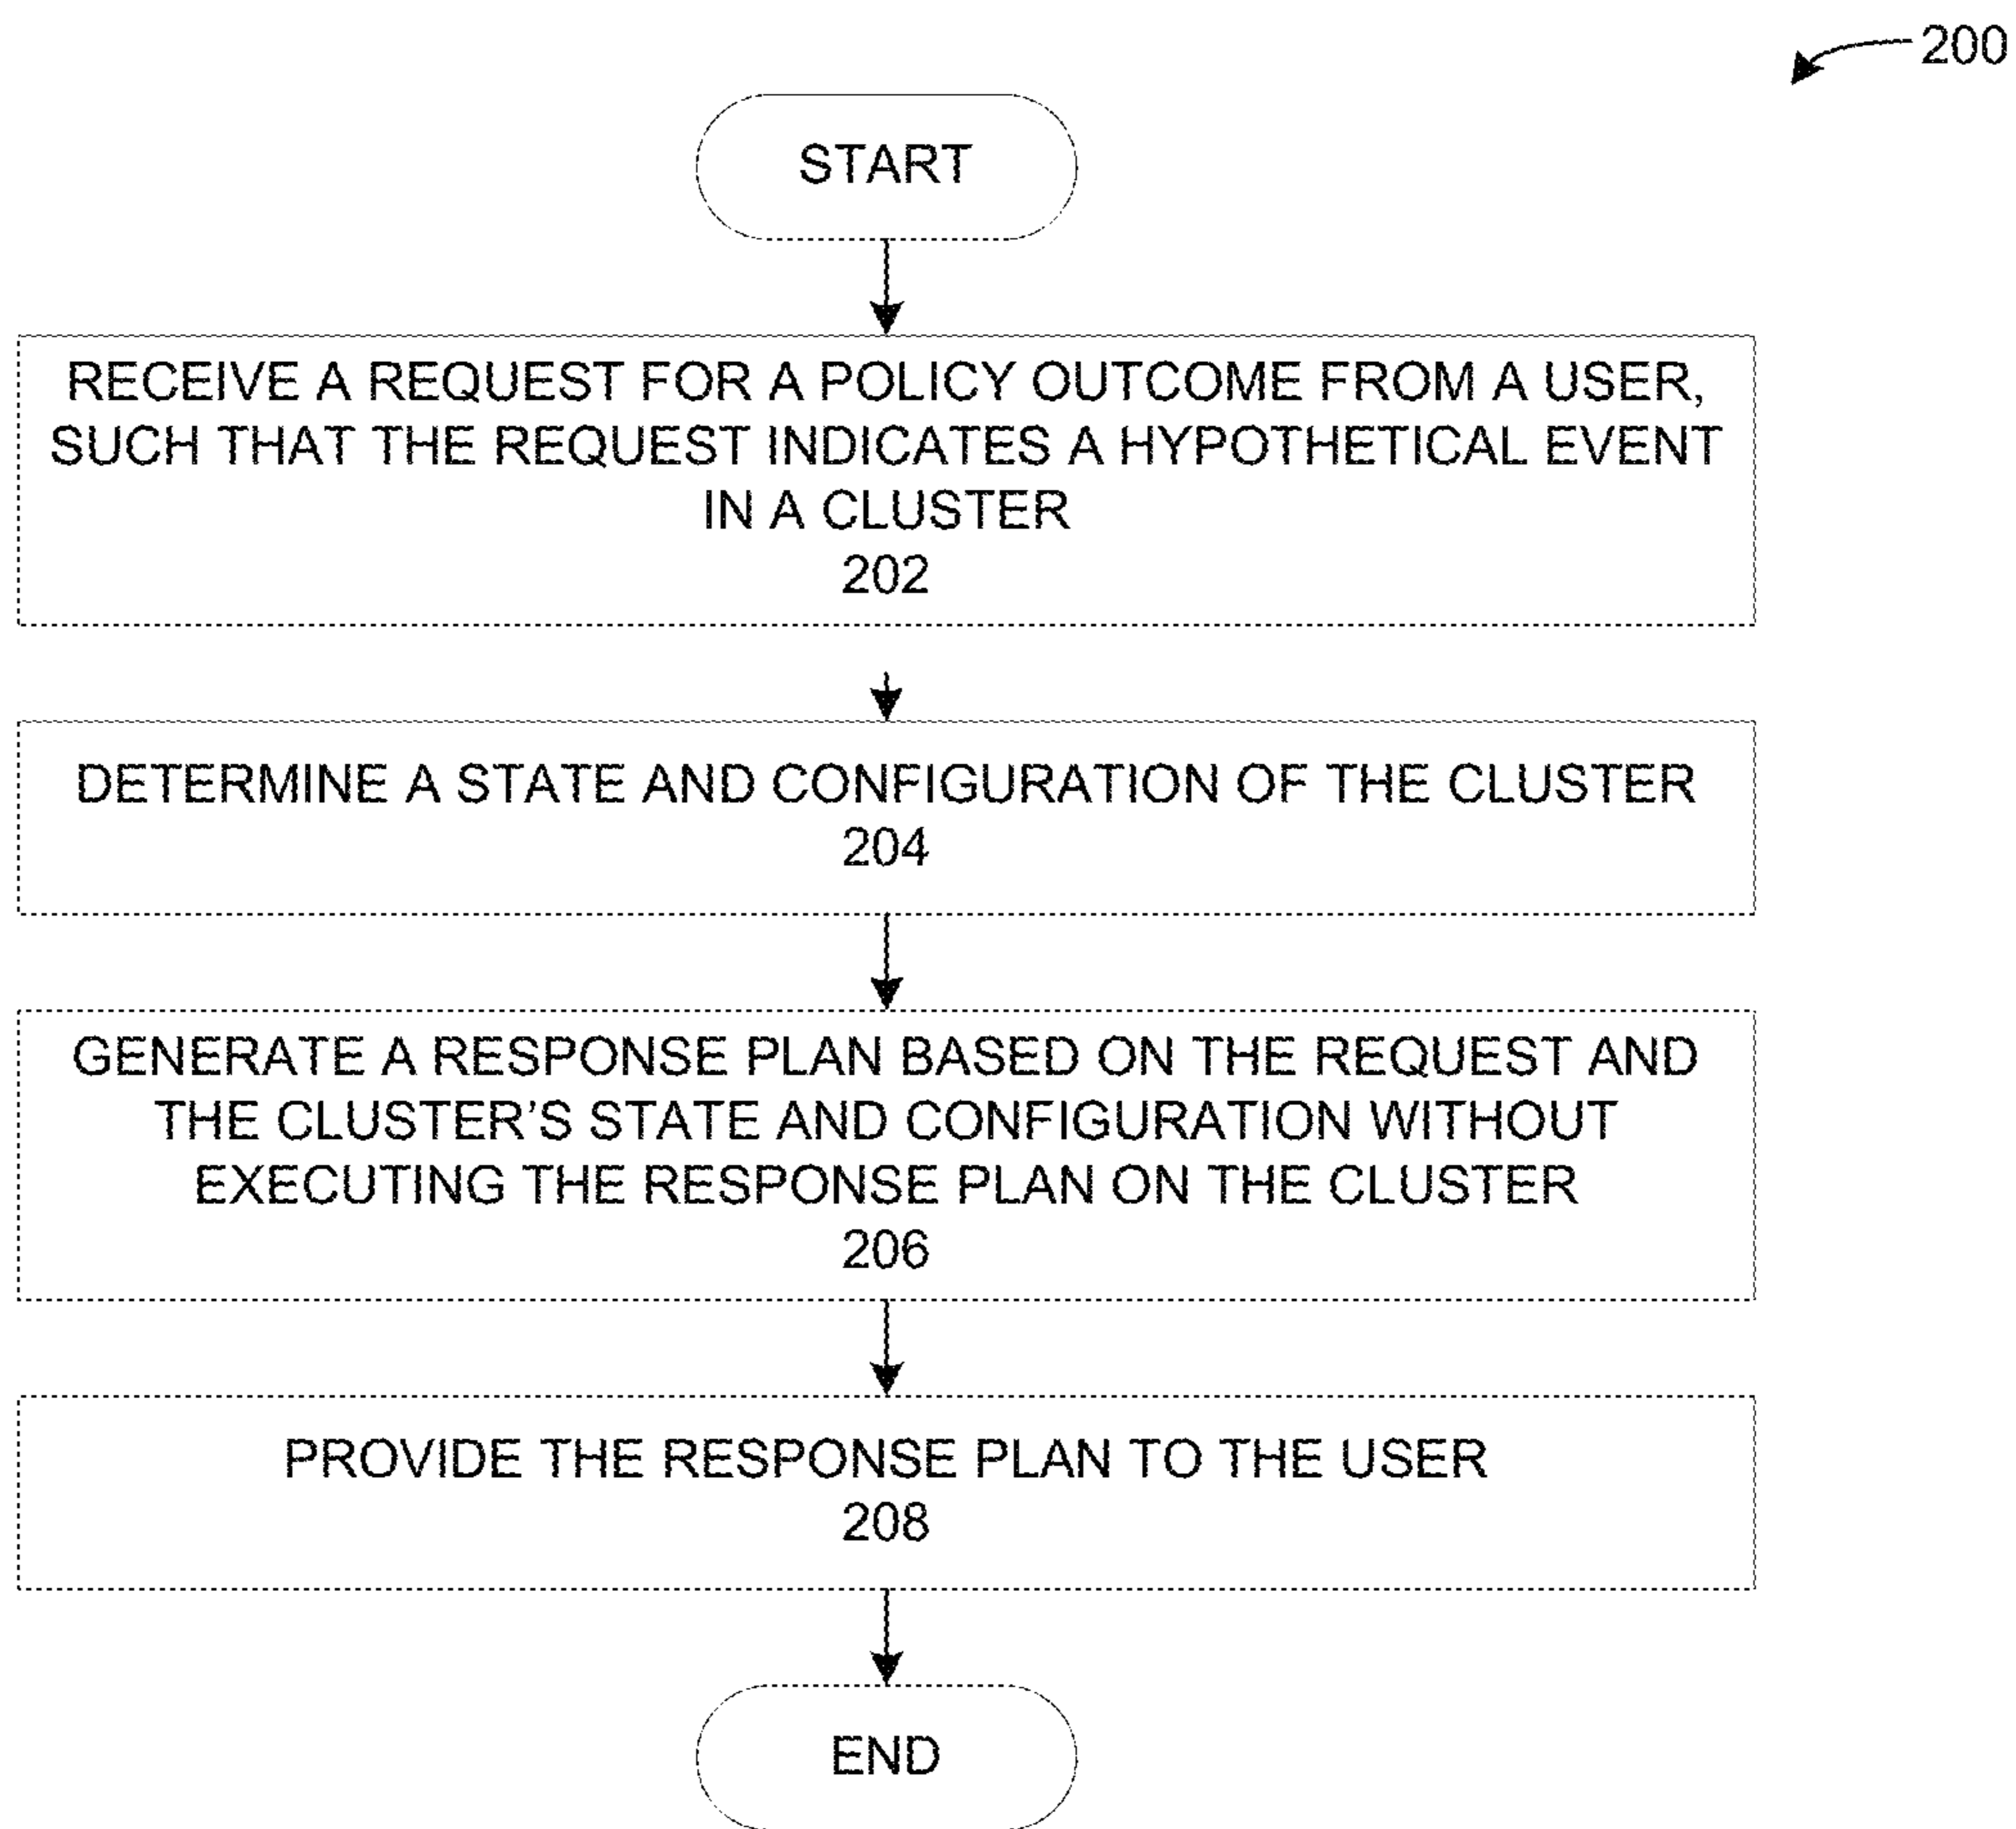 200
START
RECEIVE A REQUEST FOR A POLICY OUTCOME FROM A USER,
SUCH THAT THE REQUEST INDICATES A HYPOTHETICAL EVENT
IN A CLUSTER
202
DETERMINE A STATE AND CONFIGURATION OF THE CLUSTER
204
GENERATE A RESPONSE PLAN BASED ON THE REQUEST AND
THE CLUSTER’S STATE AND CONFIGURATION WITHOUT
EXECUTING THE RESPONSE PLAN ON THE CLUSTER
206
PROVIDE THE RESPONSE PLAN TO THE USER
208
END